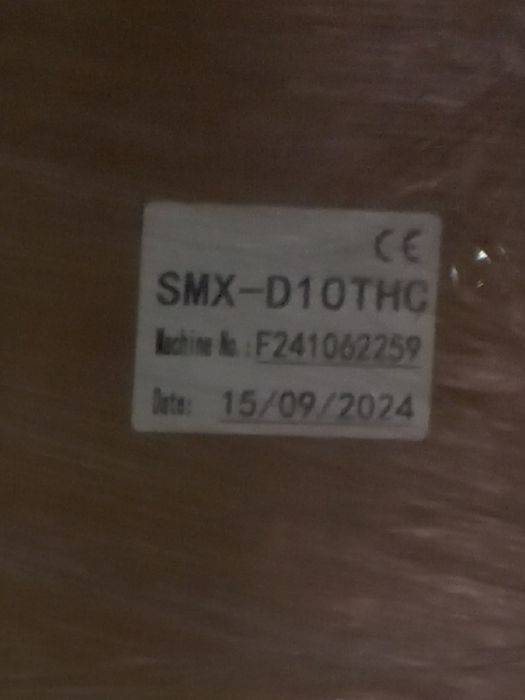 CE
SMX-D10THC
Machine No.: F241062259
Date: 15/09/2024